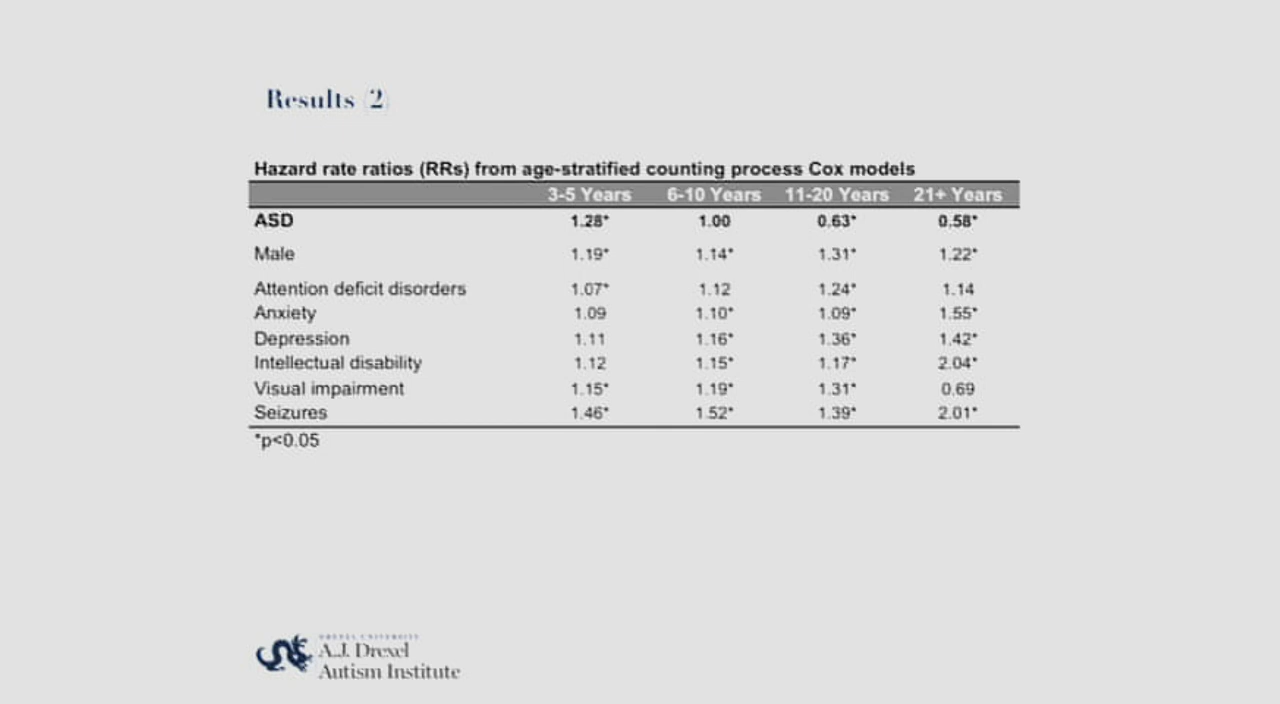 Results (2)
Hazard rate ratios (RRs) from age-stratified counting process Cox models
3-5 Years 6-10 Years 11-20 Years 21+ Years
ASD 1.28* 1.00 0.63* 0.58*
Male 1.19* 1.14* 1.31* 1.22*
Attention deficit disorders 1.07* 1.12 1.24* 1.14
Anxiety 1.09 1.10* 1.09* 1.55*
Depression 1.11 1.16* 1.36* 1.42*
Intellectual disability 1.12 1.15* 1.17* 2.04*
Visual impairment 1.15* 1.19* 1.31* 0.69
Seizures 1.46* 1.52* 1.39* 2.01*
*p<0.05
DREXEL UNIVERSITY
A.J. Drexel
Autism Institute